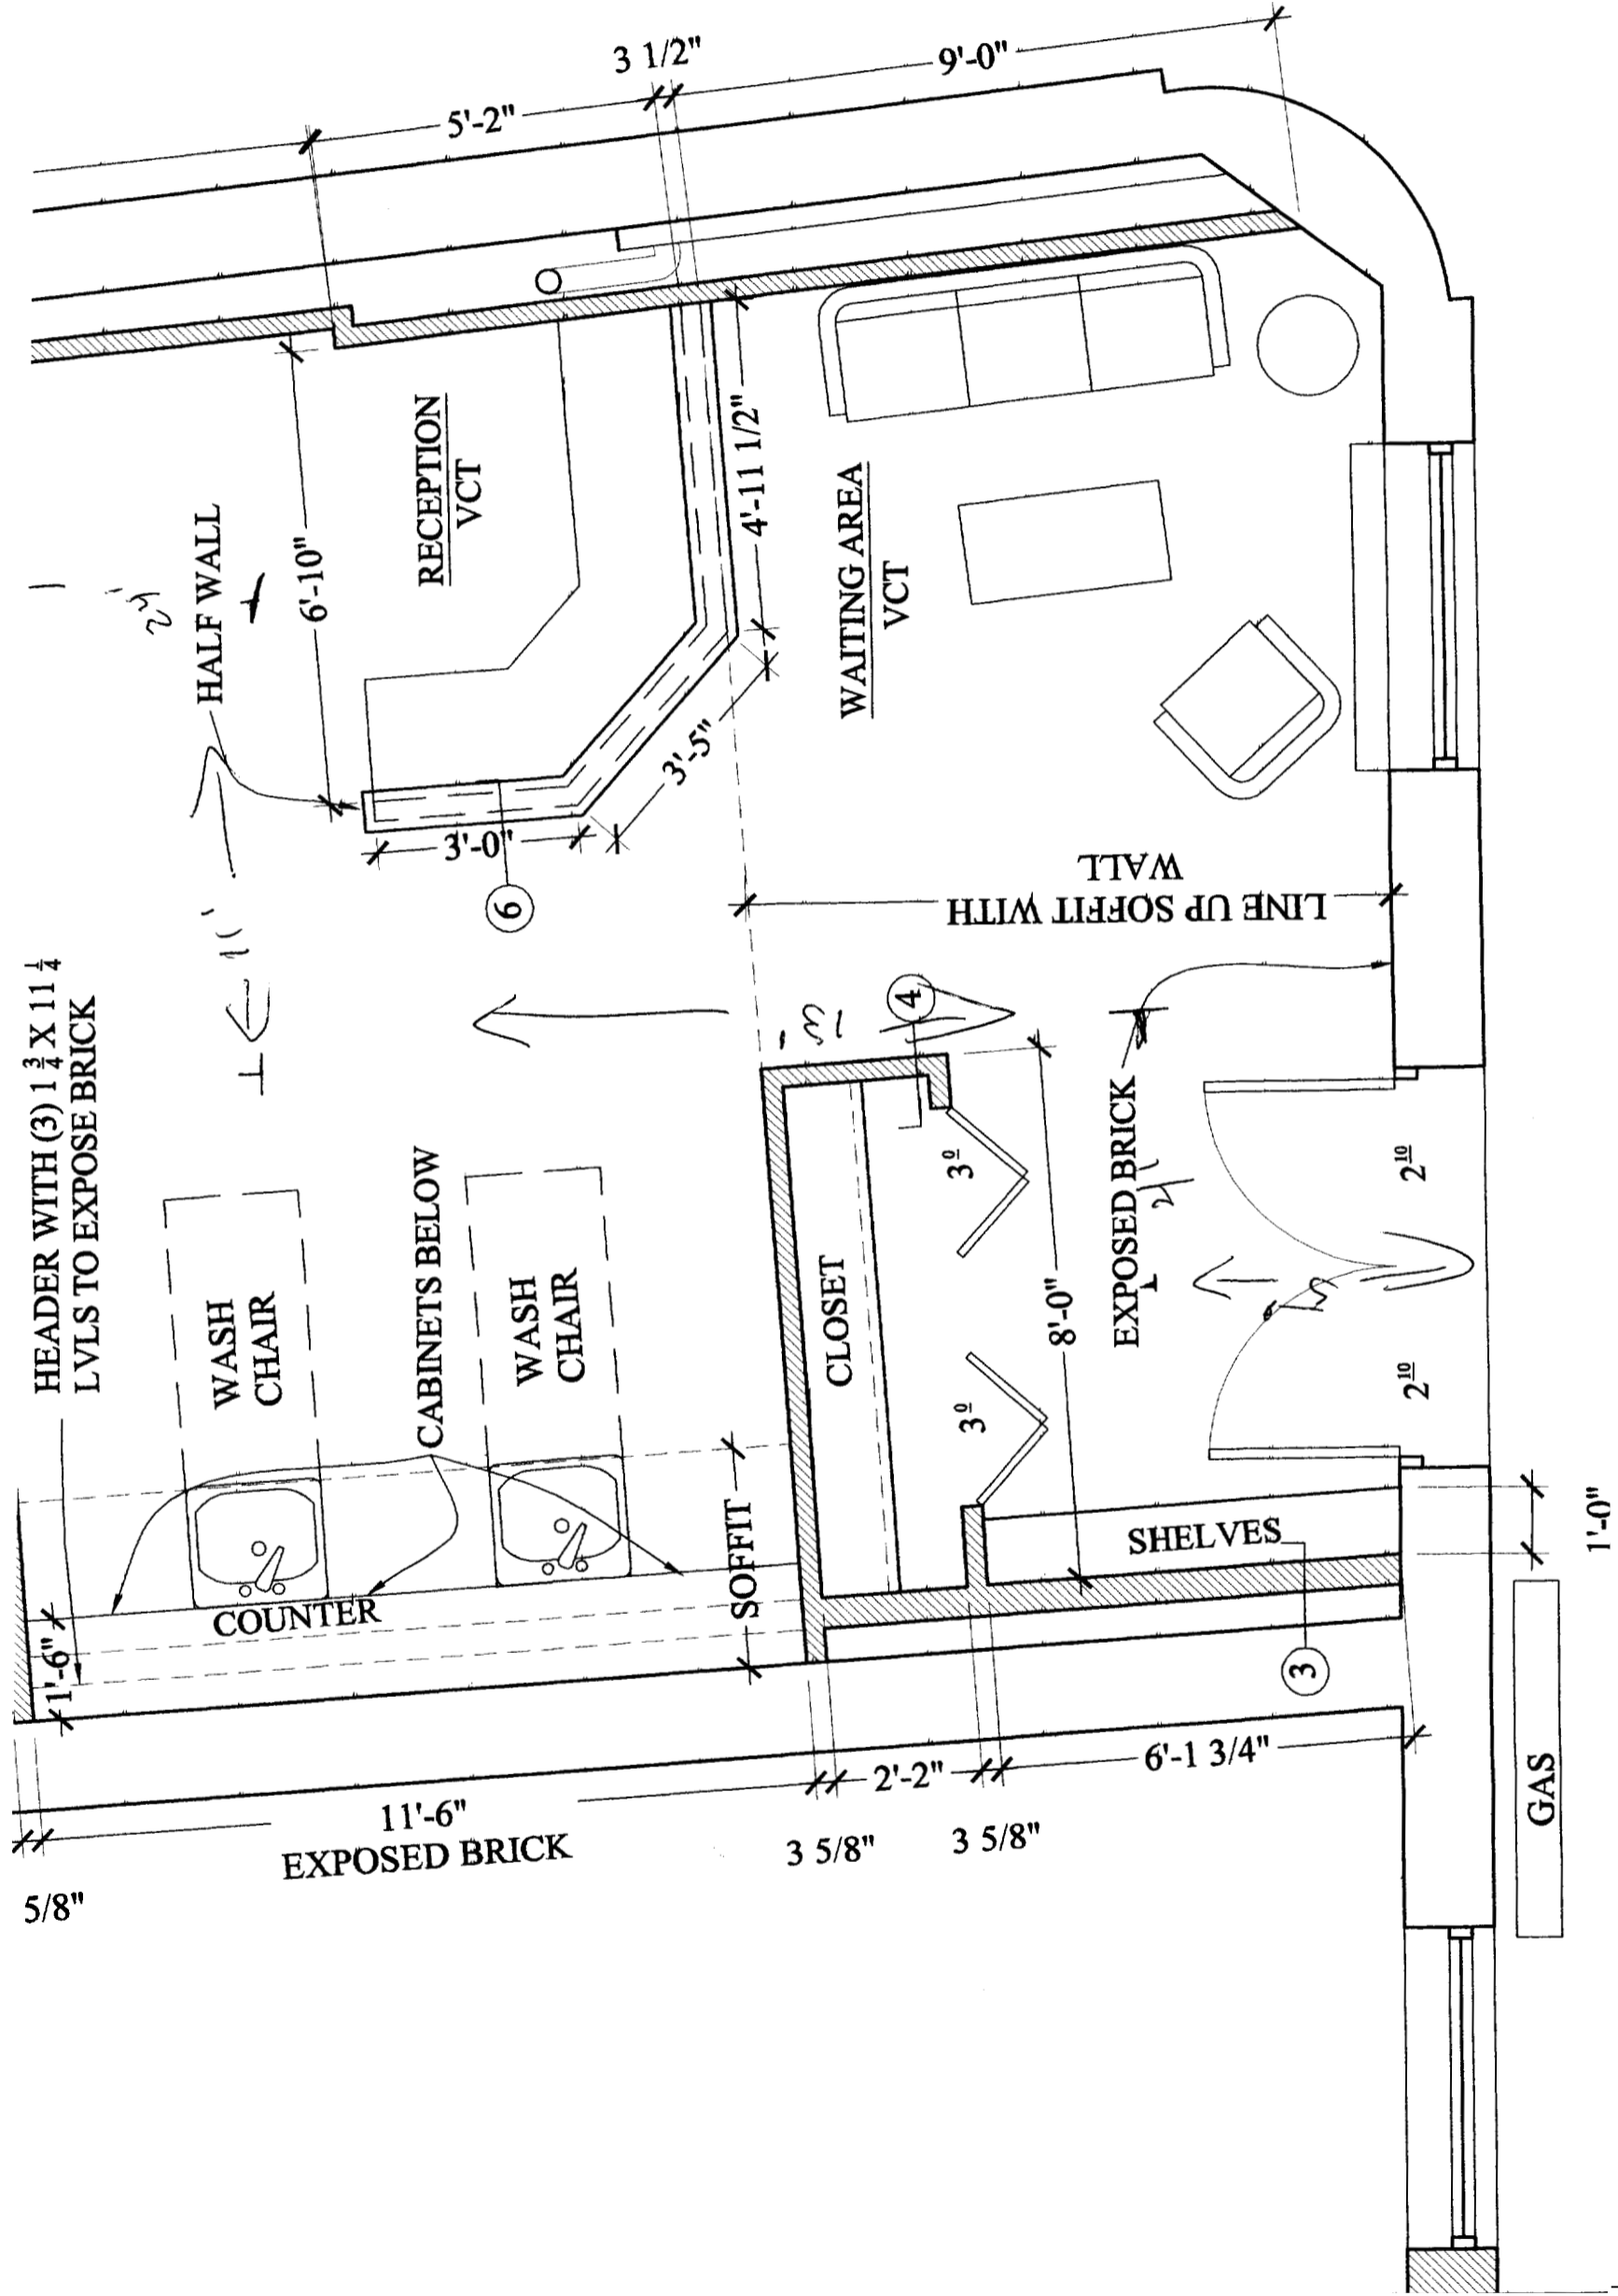 HEADER WITH (3) 1 3/4 X 11 1/4
LVLS TO EXPOSE BRICK
24'
HALF WALL
6'-10"
5'-2"
3 1/2"
9'-0"
RECEPTION
VCT
4'-11 1/2"
3'-5"
3'-0"
6
WAITING AREA
VCT
LINE UP SOFFIT WITH
WALL
4
WASH
CHAIR
CABINETS BELOW
WASH
CHAIR
COUNTER
SOFFIT
1'-6"
CLOSET
3⁰
3⁰
8'-0"
EXPOSED BRICK
2¹⁰
2¹⁰
SHELVES
3
1'-0"
GAS
5/8"
11'-6"
EXPOSED BRICK
3 5/8"
2'-2"
3 5/8"
6'-1 3/4"